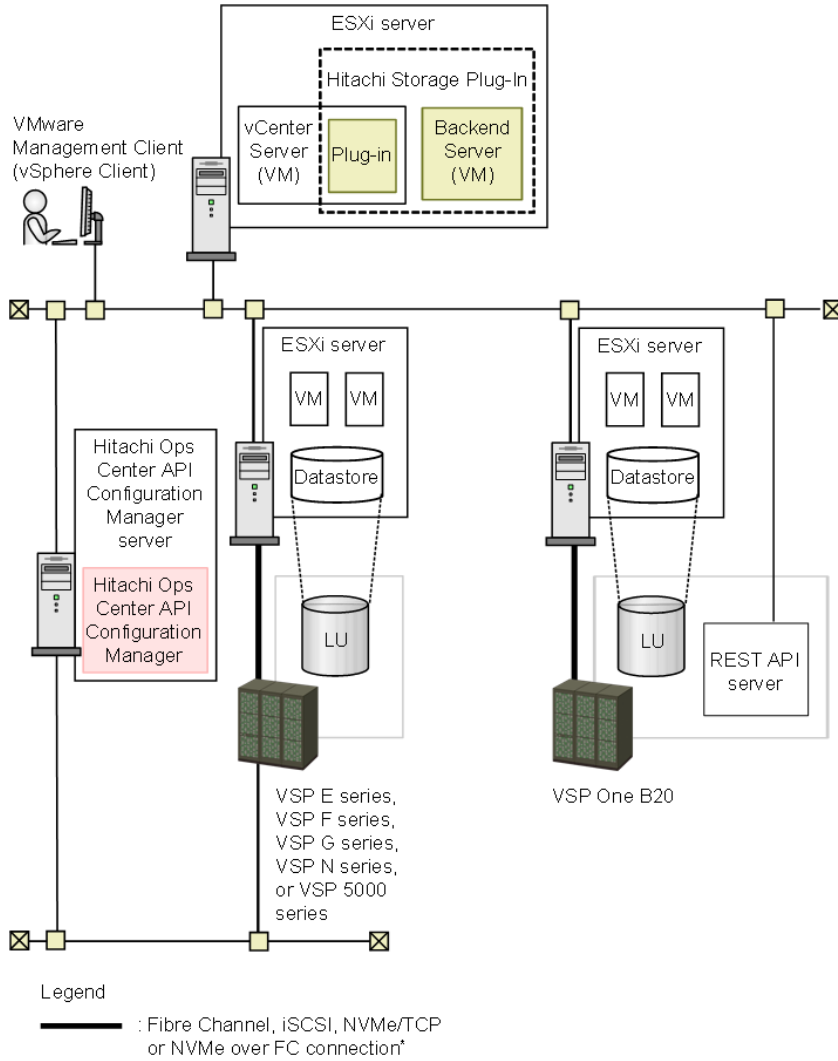 ESXi server
Hitachi Storage Plug-In
vCenter
Server
(VM)
Plug-in
Backend
Server
(VM)
VMware
Management Client
(vSphere Client)
ESXi server
VM
VM
Datastore
LU
ESXi server
VM
VM
Datastore
LU
REST API
server
Hitachi Ops
Center API
Configuration
Manager
server
Hitachi Ops
Center API
Configuration
Manager
VSP E series,
VSP F series,
VSP G series,
VSP N series,
or VSP 5000
series
VSP One B20
Legend
: Fibre Channel, iSCSI, NVMe/TCP
or NVMe over FC connection*